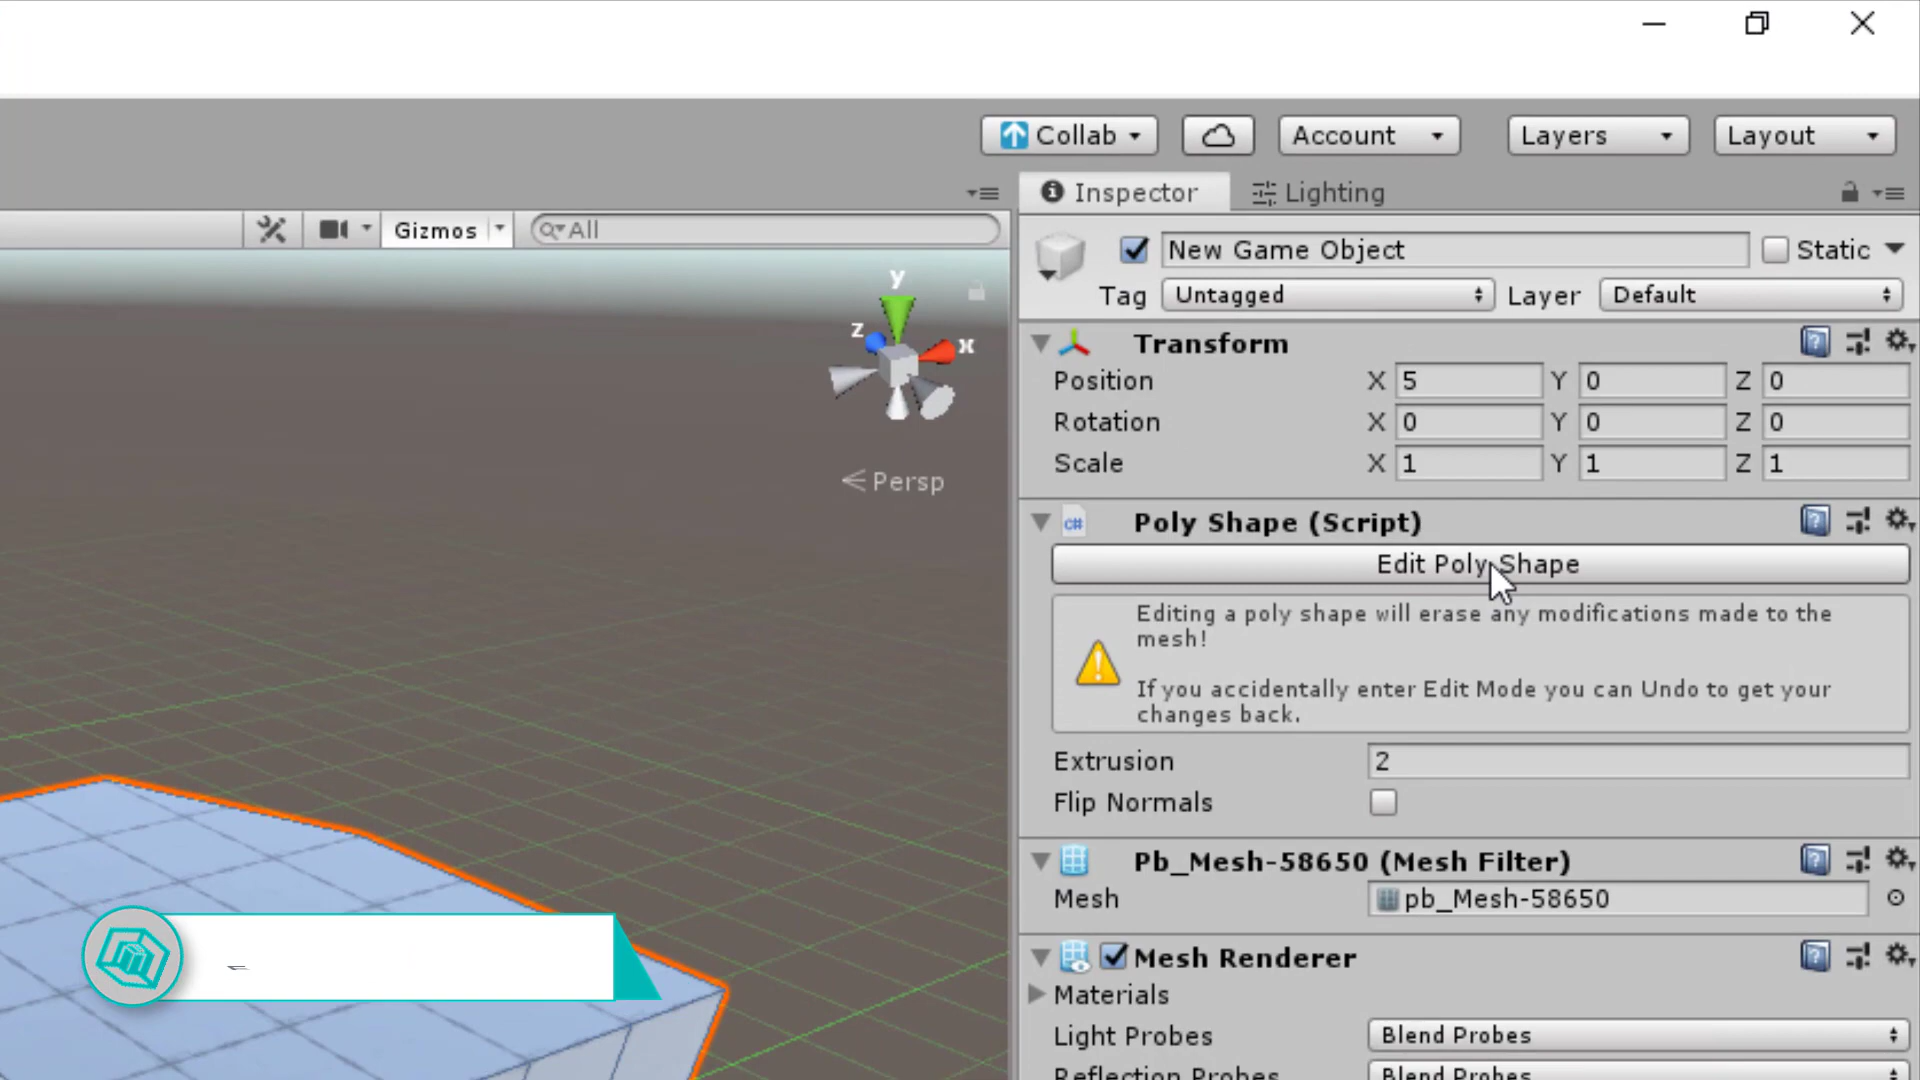 Collab
Account
Layers
Layout
Inspector
Lighting
Gizmos
All
New Game Object
Static
Tag Untagged Layer Default
y
z
x
Persp
Transform
Position X 5 Y 0 Z 0
Rotation X 0 Y 0 Z 0
Scale X 1 Y 1 Z 1
c# Poly Shape (Script)
Edit Poly Shape
Editing a poly shape will erase any modifications made to the
mesh!
If you accidentally enter Edit Mode you can Undo to get your
changes back.
Extrusion 2
Flip Normals
Pb_Mesh-58650 (Mesh Filter)
Mesh pb_Mesh-58650
Mesh Renderer
Materials
Light Probes Blend Probes
Reflection Probes Blend Probes